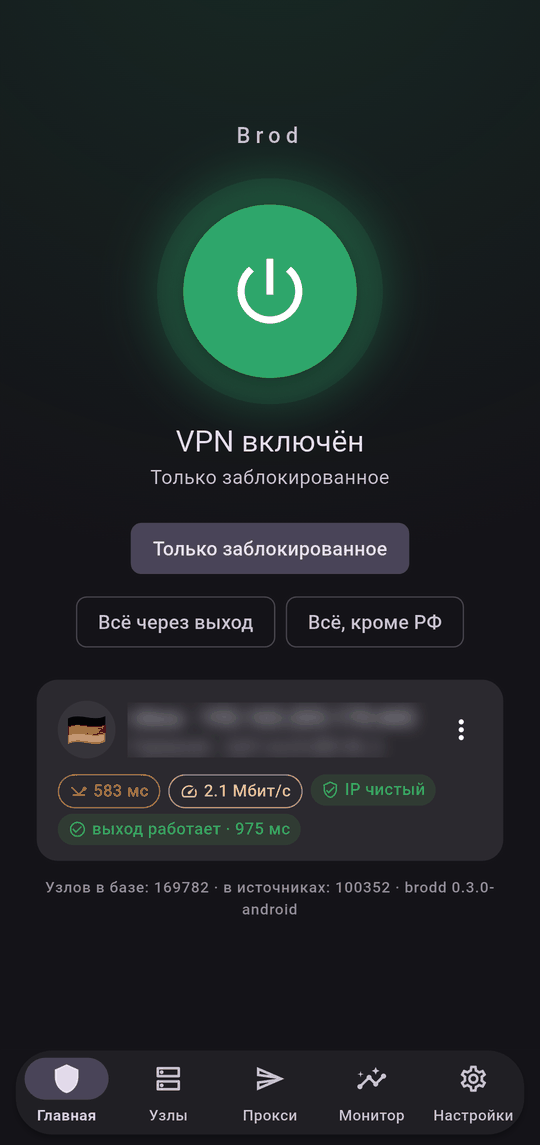 Brod
VPN включён
Только заблокированное
Только заблокированное
Всё через выход
Всё, кроме РФ
583 мс
2.1 Мбит/с
IP чистый
выход работает · 975 мс
Узлов в базе: 169782 · в источниках: 100352 · brodd 0.3.0-
android
Главная
Узлы
Прокси
Монитор
Настройки